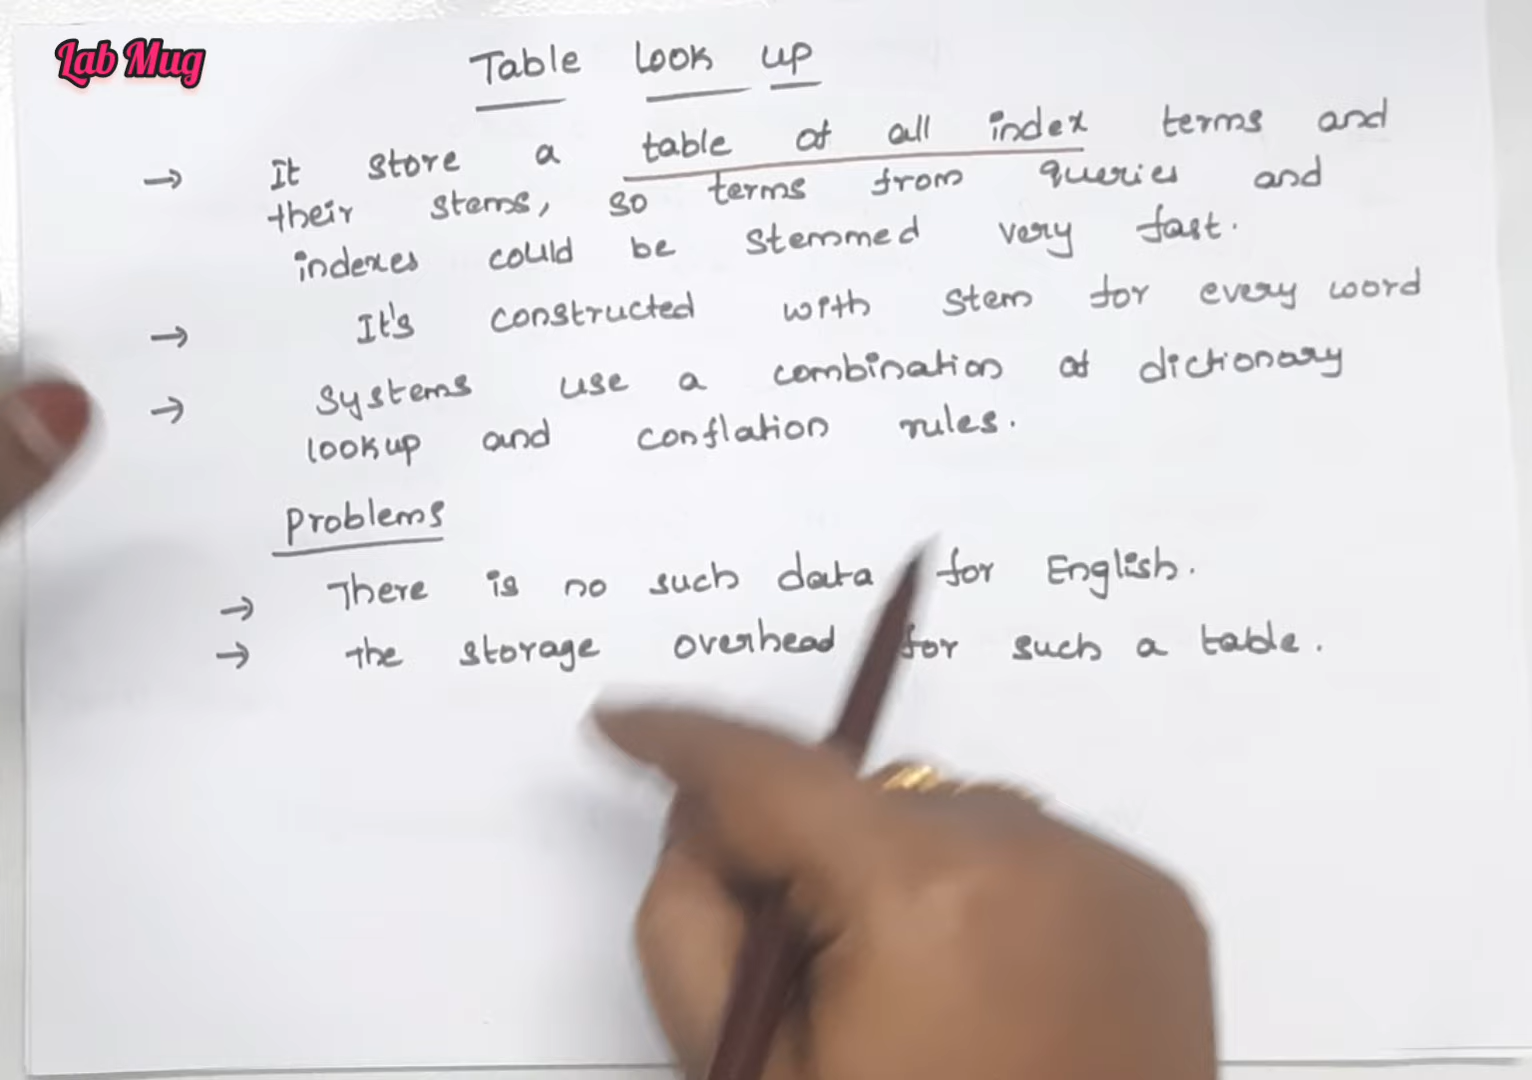 Lab Mug
Table look up
→ It store a table of all index terms and
their stems, so terms from queries and
indexes could be stemmed very fast.
→ It's constructed with stem for every word
→ Systems use a combination of dictionary
lookup and conflation rules.
Problems
→ There is no such data for English.
→ the storage overhead for such a table.